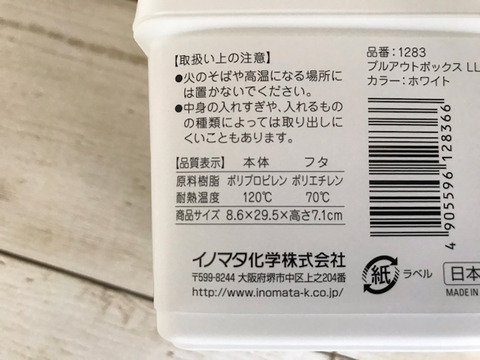 【取扱い上の注意】
●火のそばや高温になる場所に
は置かないでください。
●中身の入れすぎや、入れるもの
の種類によっては取り出しに
くいこともあります。
品番：1283
プルアウトボックス LL
カラー：ホワイト
【品質表示】 本体 フタ
原料樹脂 ポリプロピレン ポリエチレン
耐熱温度 120℃ 70℃
商品サイズ 8.6×29.5×高さ7.1cm
イノマタ化学株式会社
〒599-8244 大阪府堺市中区上之204番
http://www.inomata-k.co.jp/
4 905596 128366
紙 ラベル
日本
MADE IN